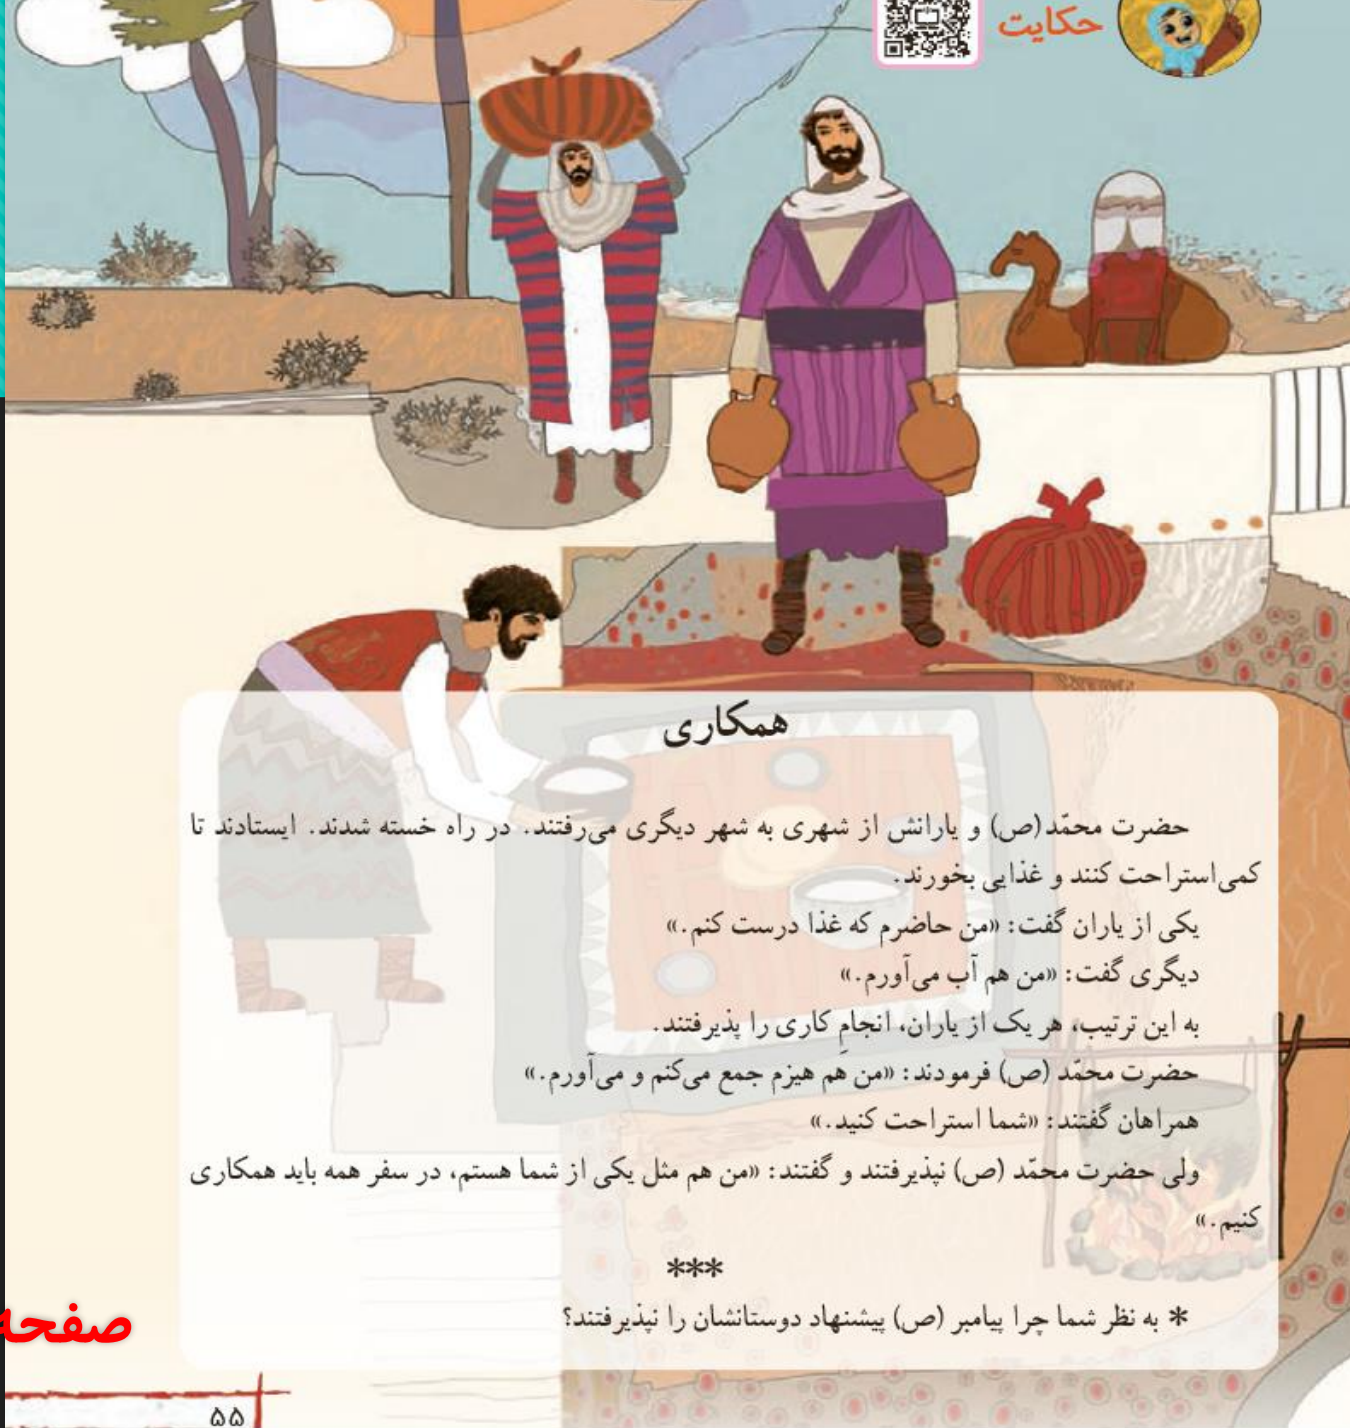 حکایت
همکاری
حضرت محمّد(ص) و یارانش از شهری به شهر دیگری می‌رفتند. در راه خسته شدند. ایستادند تا
کمی‌استراحت کنند و غذایی بخورند.
یکی از یاران گفت: «من حاضرم که غذا درست کنم.»
دیگری گفت: «من هم آب می‌آورم.»
به این ترتیب، هر یک از یاران، انجامِ کاری را پذیرفتند.
حضرت محمّد (ص) فرمودند: «من هَم هیزم جمع می‌کنم و می‌آورم.»
همراهان گفتند: «شما استراحت کنید.»
ولی حضرت محمّد (ص) نپذیرفتند و گفتند: «من هم مثل یکی از شما هستم، در سفر همه باید همکاری
کنیم.»
***
* به نظر شما چرا پیامبر (ص) پیشنهاد دوستانشان را نپذیرفتند؟
صفحه
۵۵